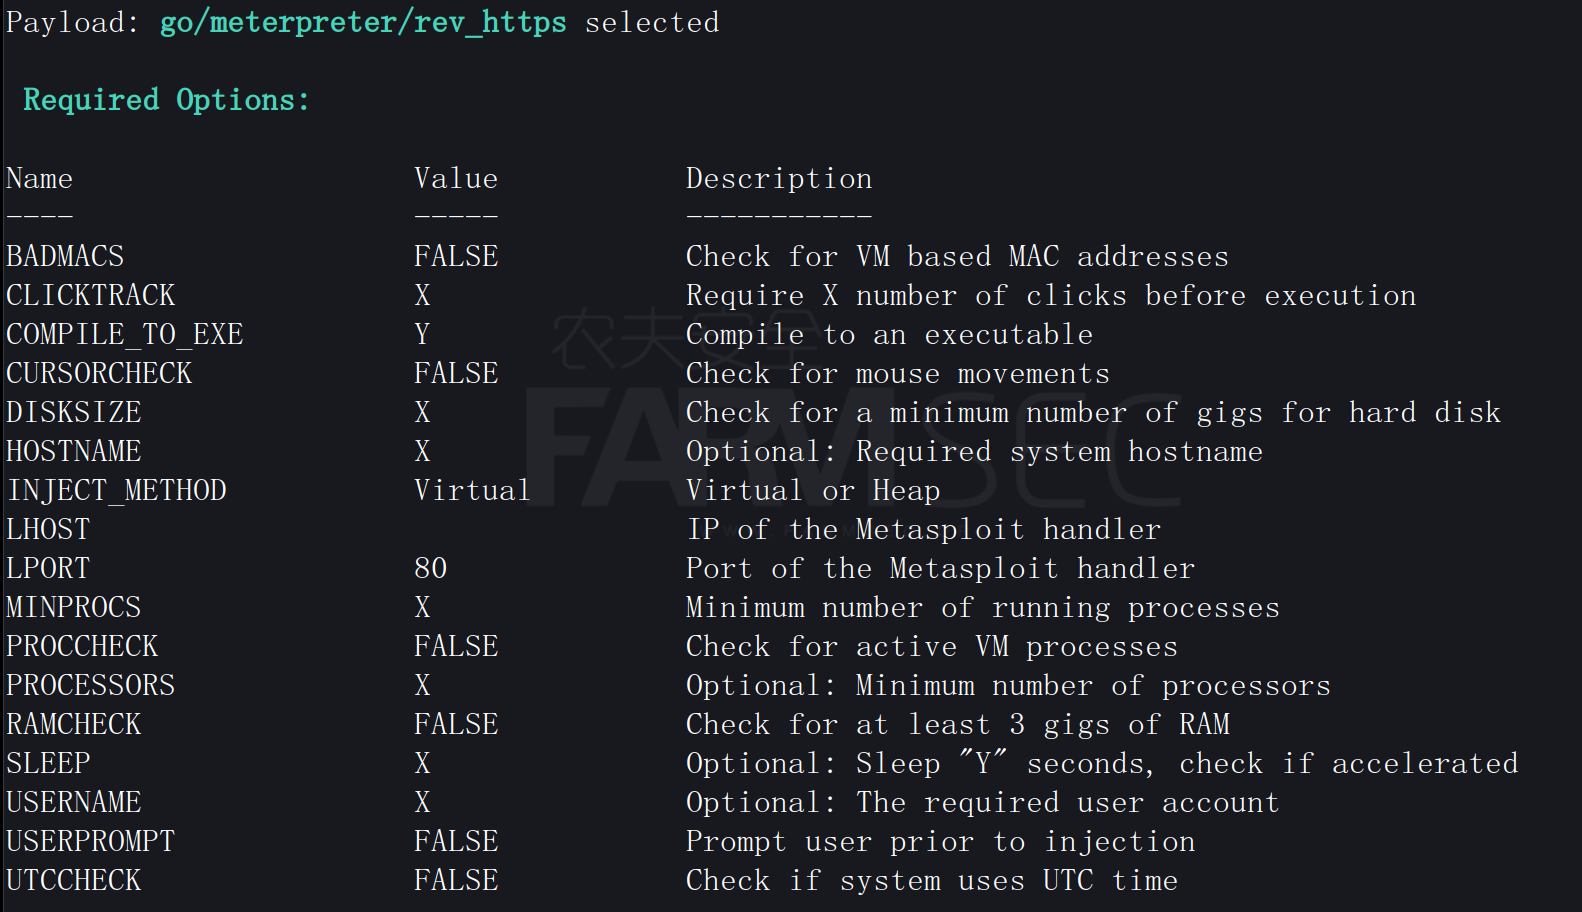 Payload: go/meterpreter/rev_https selected
Required Options:
Name Value Description
---- ----- -----------
BADMACS FALSE Check for VM based MAC addresses
CLICKTRACK X Require X number of clicks before execution
COMPILE_TO_EXE Y Compile to an executable
CURSORCHECK FALSE Check for mouse movements
DISKSIZE X Check for a minimum number of gigs for hard disk
HOSTNAME X Optional: Required system hostname
INJECT_METHOD Virtual Virtual or Heap
LHOST IP of the Metasploit handler
LPORT 80 Port of the Metasploit handler
MINPROCS X Minimum number of running processes
PROCCHECK FALSE Check for active VM processes
PROCESSORS X Optional: Minimum number of processors
RAMCHECK FALSE Check for at least 3 gigs of RAM
SLEEP X Optional: Sleep "Y" seconds, check if accelerated
USERNAME X Optional: The required user account
USERPROMPT FALSE Prompt user prior to injection
UTCCHECK FALSE Check if system uses UTC time
农夫安全
FARMSEC